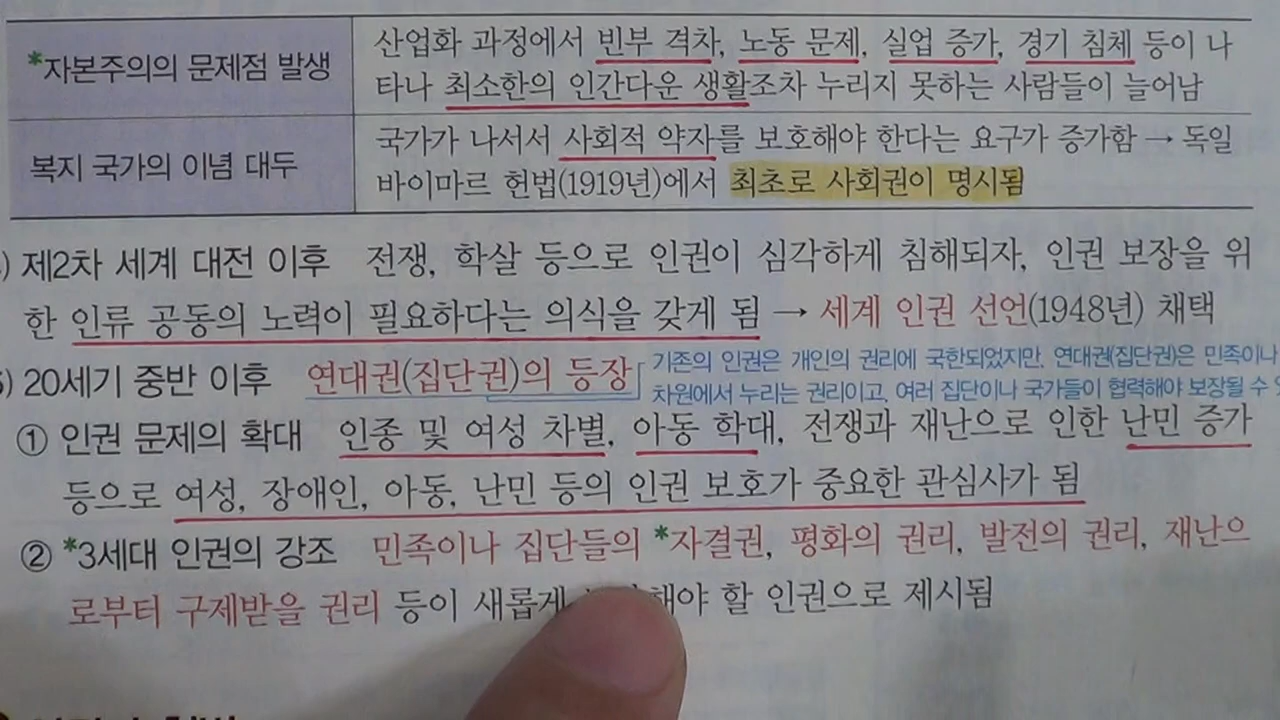 *자본주의의 문제점 발생
산업화 과정에서 빈부 격차, 노동 문제, 실업 증가, 경기 침체 등이 나
타나 최소한의 인간다운 생활조차 누리지 못하는 사람들이 늘어남
복지 국가의 이념 대두
국가가 나서서 사회적 약자를 보호해야 한다는 요구가 증가함 → 독일
바이마르 헌법(1919년)에서 최초로 사회권이 명시됨
) 제2차 세계 대전 이후 전쟁, 학살 등으로 인권이 심각하게 침해되자, 인권 보장을 위
한 인류 공동의 노력이 필요하다는 의식을 갖게 됨 → 세계 인권 선언(1948년) 채택
5) 20세기 중반 이후 연대권(집단권)의 등장
기존의 인권은 개인의 권리에 국한되었지만, 연대권(집단권)은 민족이나
차원에서 누리는 권리이고, 여러 집단이나 국가들이 협력해야 보장될 수
① 인권 문제의 확대 인종 및 여성 차별, 아동 학대, 전쟁과 재난으로 인한 난민 증가
등으로 여성, 장애인, 아동, 난민 등의 인권 보호가 중요한 관심사가 됨
② *3세대 인권의 강조 민족이나 집단들의 *자결권, 평화의 권리, 발전의 권리, 재난으
로부터 구제받을 권리 등이 새롭게 해야 할 인권으로 제시됨